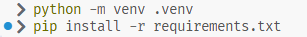 ❯ python -m venv .venv
❯ pip install -r requirements.txt